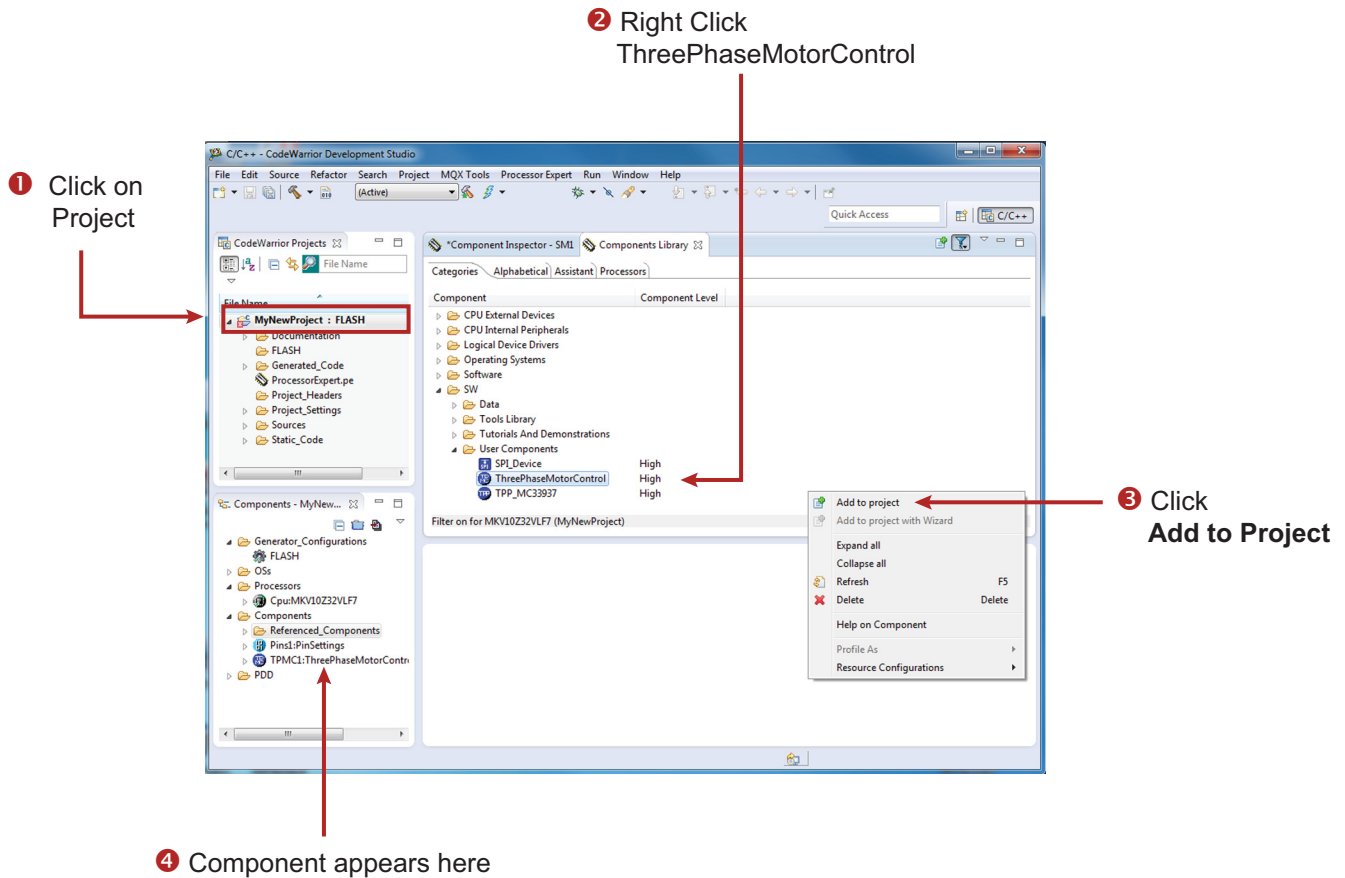 ❷ Right Click
ThreePhaseMotorControl
❶ Click on
Project
C/C++ - CodeWarrior Development Studio
File Edit Source Refactor Search Project MQX Tools Processor Expert Run Window Help
(Active)
Quick Access
C/C++
CodeWarrior Projects
File Name
File Name
MyNewProject : FLASH
Documentation
FLASH
Generated_Code
ProcessorExpert.pe
Project_Headers
Project_Settings
Sources
Static_Code
*Component Inspector - SM1 Components Library
Categories Alphabetical Assistant Processors
Component Component Level
CPU External Devices
CPU Internal Peripherals
Logical Device Drivers
Operating Systems
Software
SW
Data
Tools Library
Tutorials And Demonstrations
User Components
SPI_Device High
ThreePhaseMotorControl High
TPP_MC33937 High
Filter on for MKV10Z32VLF7 (MyNewProject)
Components - MyNew...
Generator_Configurations
FLASH
OSs
Processors
Cpu:MKV10Z32VLF7
Components
Referenced_Components
Pins1:PinSettings
TPMC1:ThreePhaseMotorContr
PDD
Add to project
Add to project with Wizard
Expand all
Collapse all
Refresh F5
Delete Delete
Help on Component
Profile As
Resource Configurations
❸ Click
Add to Project
❹ Component appears here